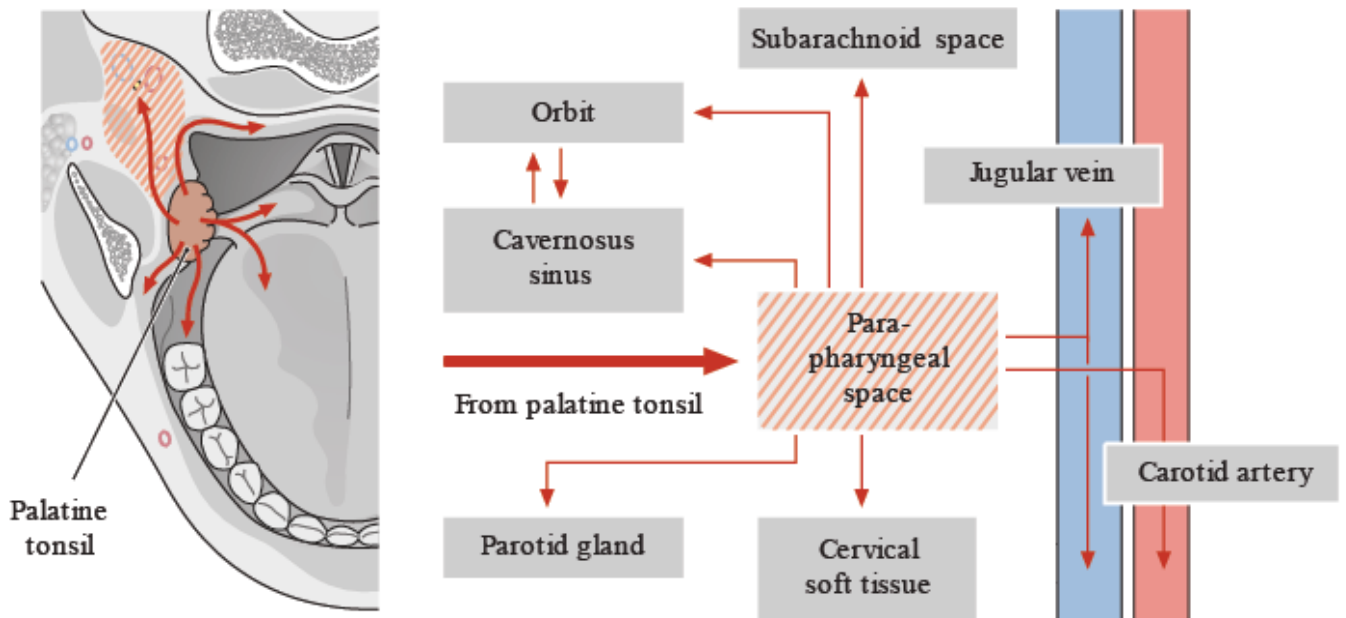 Subarachnoid space
Orbit
Jugular vein
Cavernosus
sinus
Para-
pharyngeal
space
From palatine tonsil
Carotid artery
Palatine
tonsil
Parotid gland
Cervical
soft tissue